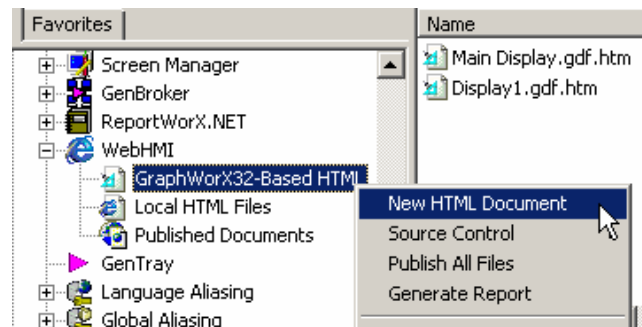 Favorites
Name
Screen Manager
GenBroker
ReportWorX.NET
WebHMI
GraphWorX32-Based HTML
Local HTML Files
Published Documents
GenTray
Language Aliasing
Global Aliasing
Main Display.gdf.htm
Display1.gdf.htm
New HTML Document
Source Control
Publish All Files
Generate Report